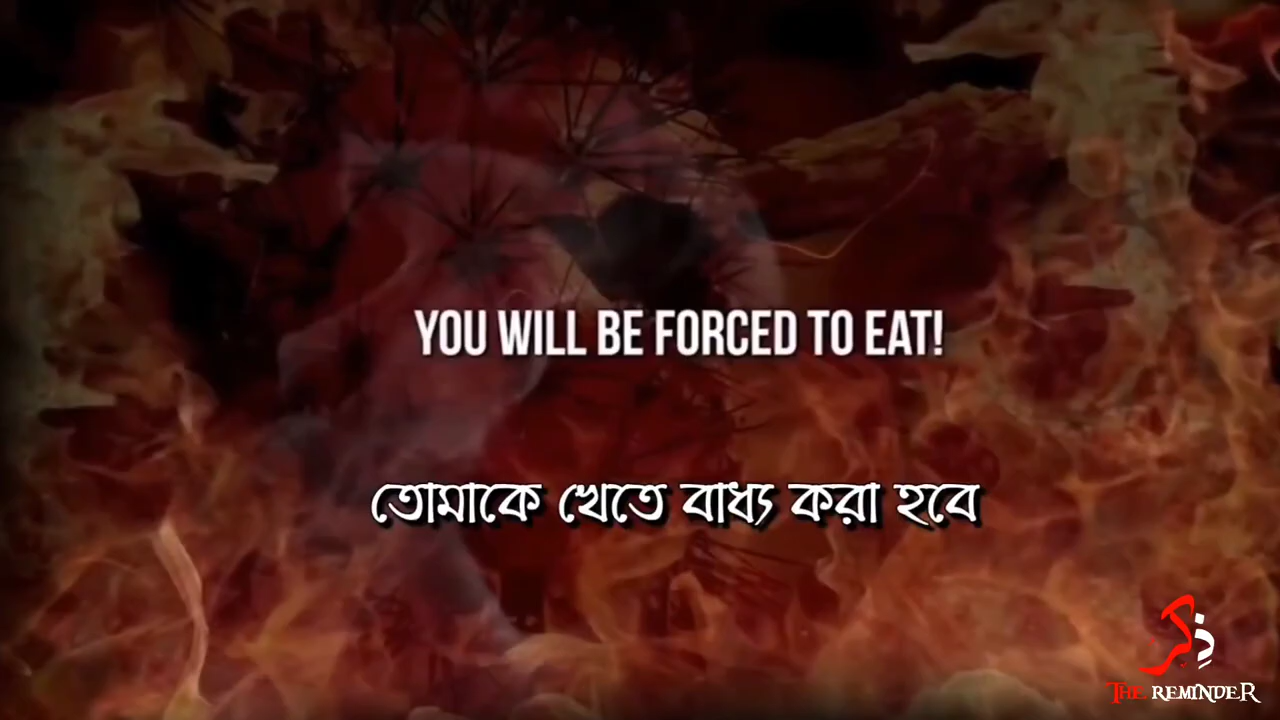 YOU WILL BE FORCED TO EAT!
তোমাকে খেতে বাধ্য করা হবে
THE REMINDER